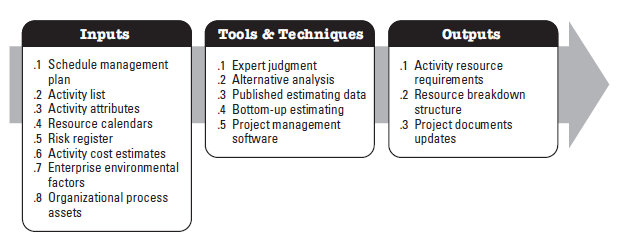 Inputs
.1 Schedule management
plan
.2 Activity list
.3 Activity attributes
.4 Resource calendars
.5 Risk register
.6 Activity cost estimates
.7 Enterprise environmental
factors
.8 Organizational process
assets
Tools & Techniques
.1 Expert judgment
.2 Alternative analysis
.3 Published estimating data
.4 Bottom-up estimating
.5 Project management
software
Outputs
.1 Activity resource
requirements
.2 Resource breakdown
structure
.3 Project documents
updates